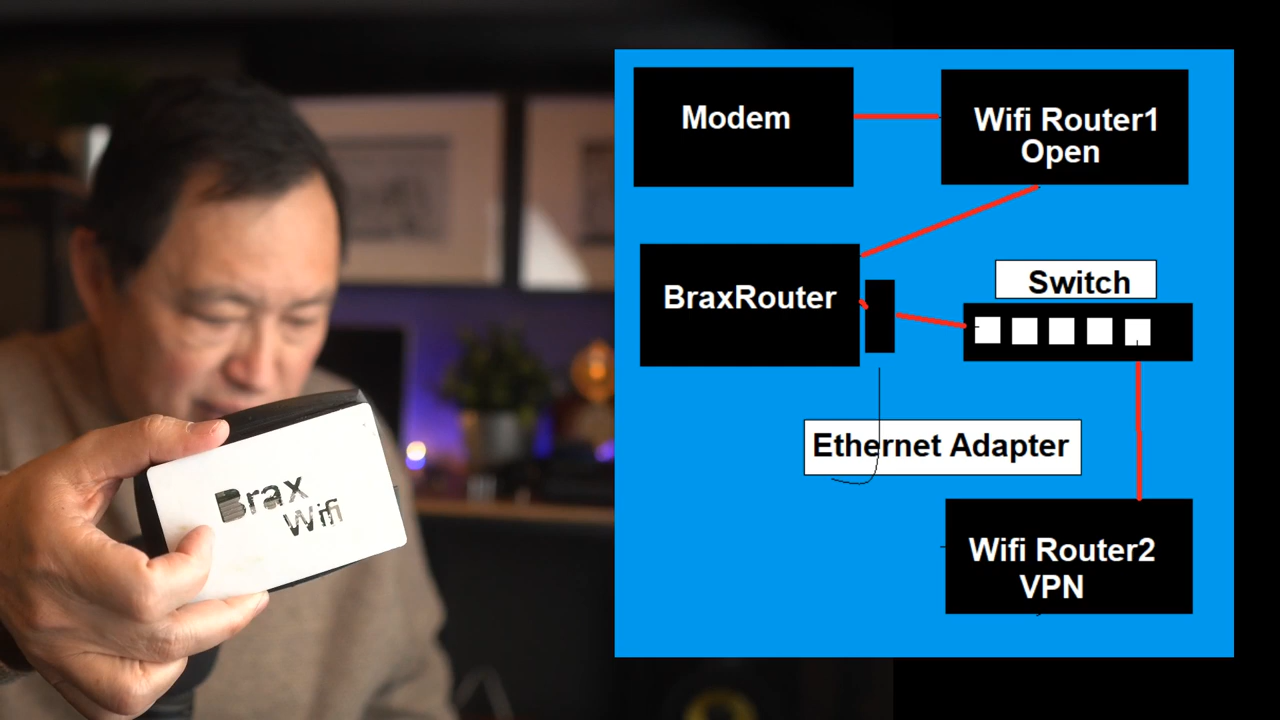 Brax
Wifi
Modem
Wifi Router1
Open
BraxRouter
Switch
Ethernet Adapter
Wifi Router2
VPN